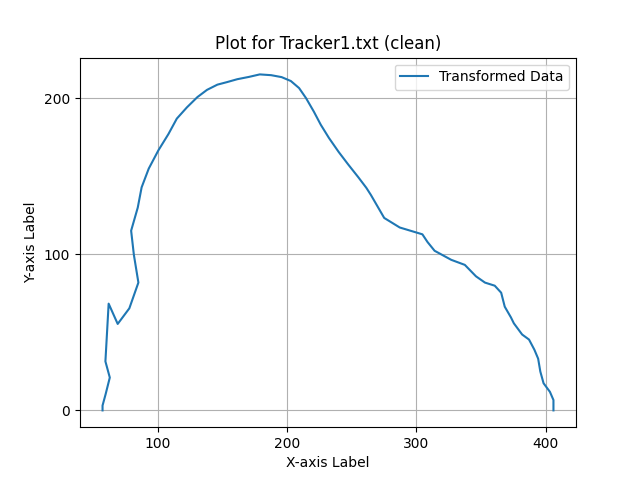 Plot for Tracker1.txt (clean)
Transformed Data
200
100
0
Y-axis Label
100
200
300
400
X-axis Label